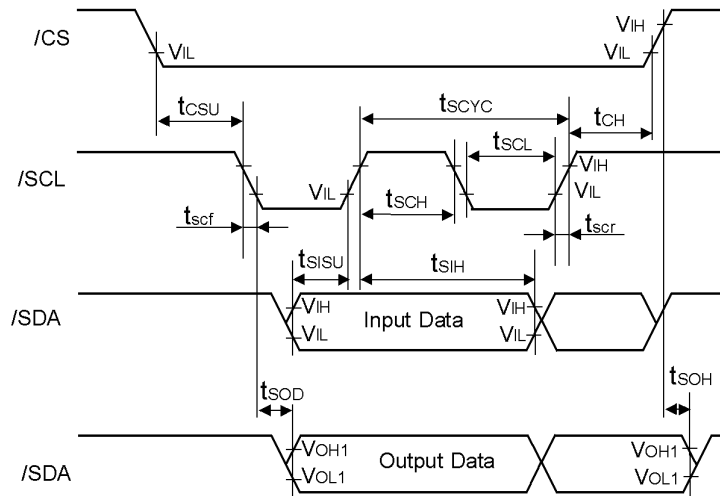 /CS
VIL
VIH
VIL
tCSU
tSCYC
tCH
tSCL
/SCL
VIL
VIH
VIL
tscf
tSCH
tscr
tSISU
tSIH
/SDA
VIH
VIL
Input Data
VIH
VIL
tSOD
tSOH
/SDA
VOH1
VOL1
Output Data
VOH1
VOL1